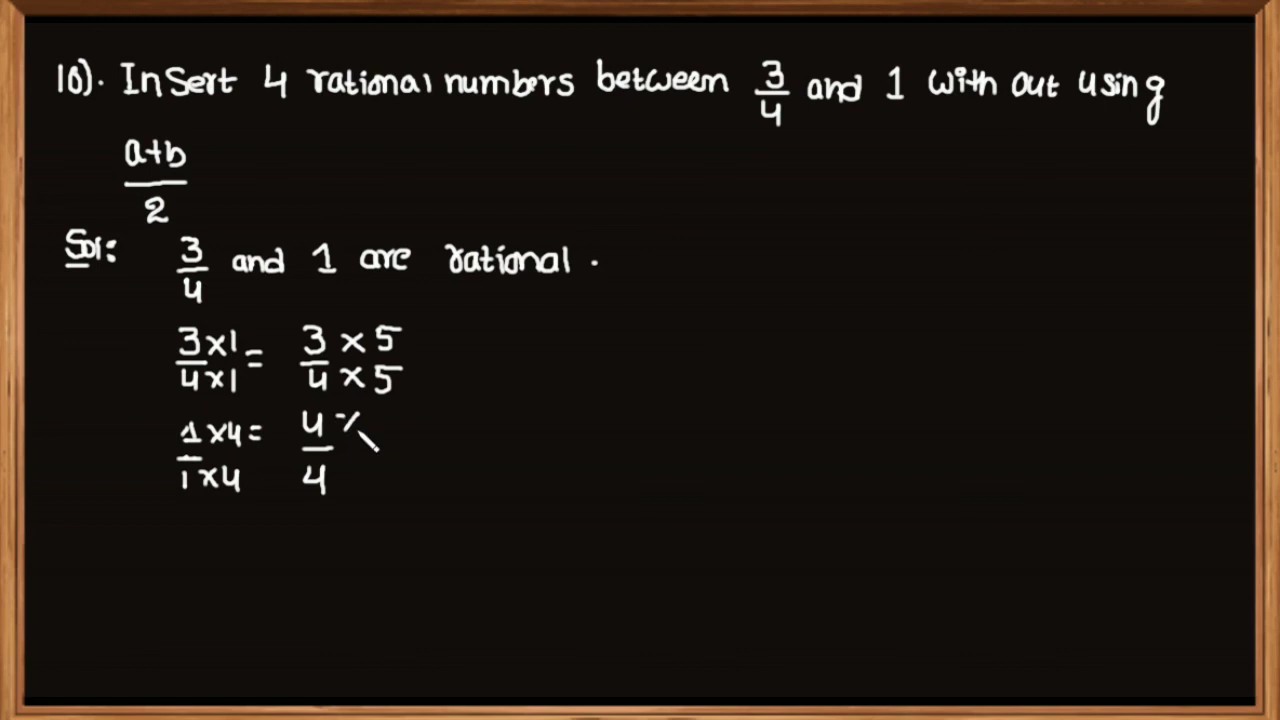 10). Insert 4 rational numbers between 3/4 and 1 with out using
a+b/2
Sol: 3/4 and 1 are rational.
3×1/4×1 = 3×5/4×5
1×4/1×4 = 4×/4